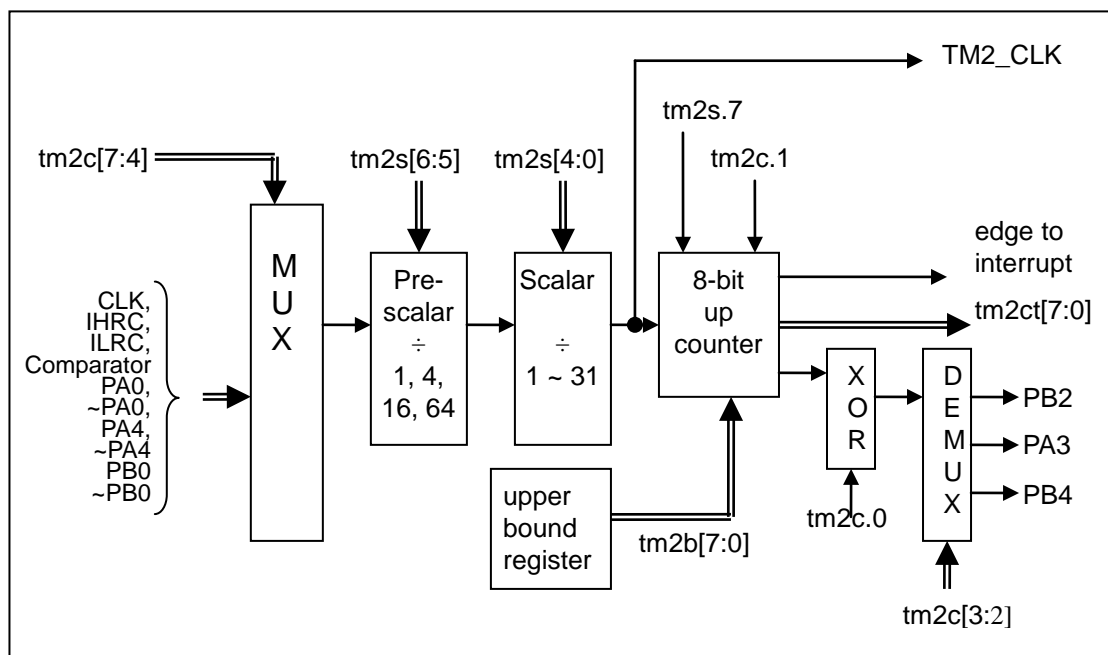 TM2_CLK
tm2s.7
tm2c[7:4]
tm2s[6:5]
tm2s[4:0]
tm2c.1
M
U
X
Pre-
scalar
÷
1, 4,
16, 64
Scalar
÷
1 ~ 31
8-bit
up
counter
edge to
interrupt
tm2ct[7:0]
CLK,
IHRC,
ILRC,
Comparator
PA0,
~PA0,
PA4,
~PA4
PB0
~PB0
X
O
R
D
E
M
U
X
PB2
PA3
PB4
upper
bound
register
tm2b[7:0]
tm2c.0
tm2c[3:2]